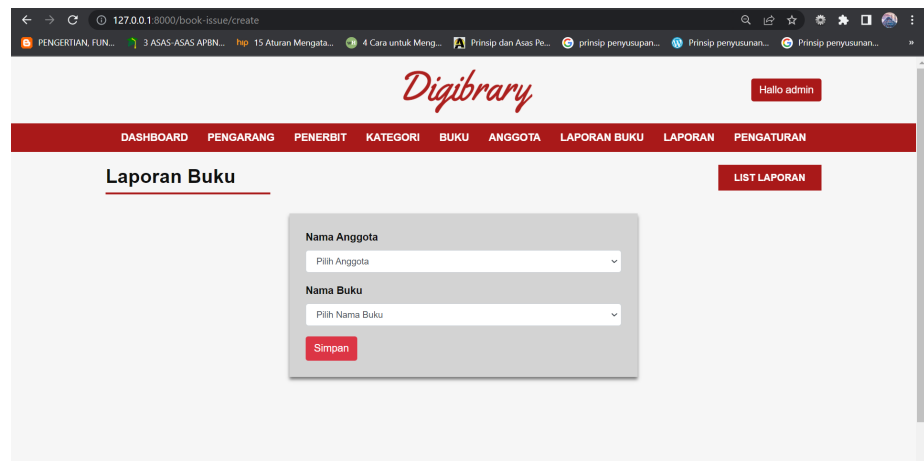 127.0.0.1:8000/book-issue/create
PENGERTIAN, FUN... 3 ASAS-ASAS APBN... hip 15 Aturan Mengata... 4 Cara untuk Meng... A Prinsip dan Asas Pe... G prinsip penyusupan... Prinsip penyusunan... G Prinsip penyusunan... »
Digibrary
Hallo admin
DASHBOARD PENGARANG PENERBIT KATEGORI BUKU ANGGOTA LAPORAN BUKU LAPORAN PENGATURAN
Laporan Buku
LIST LAPORAN
Nama Anggota
Pilih Anggota
Nama Buku
Pilih Nama Buku
Simpan